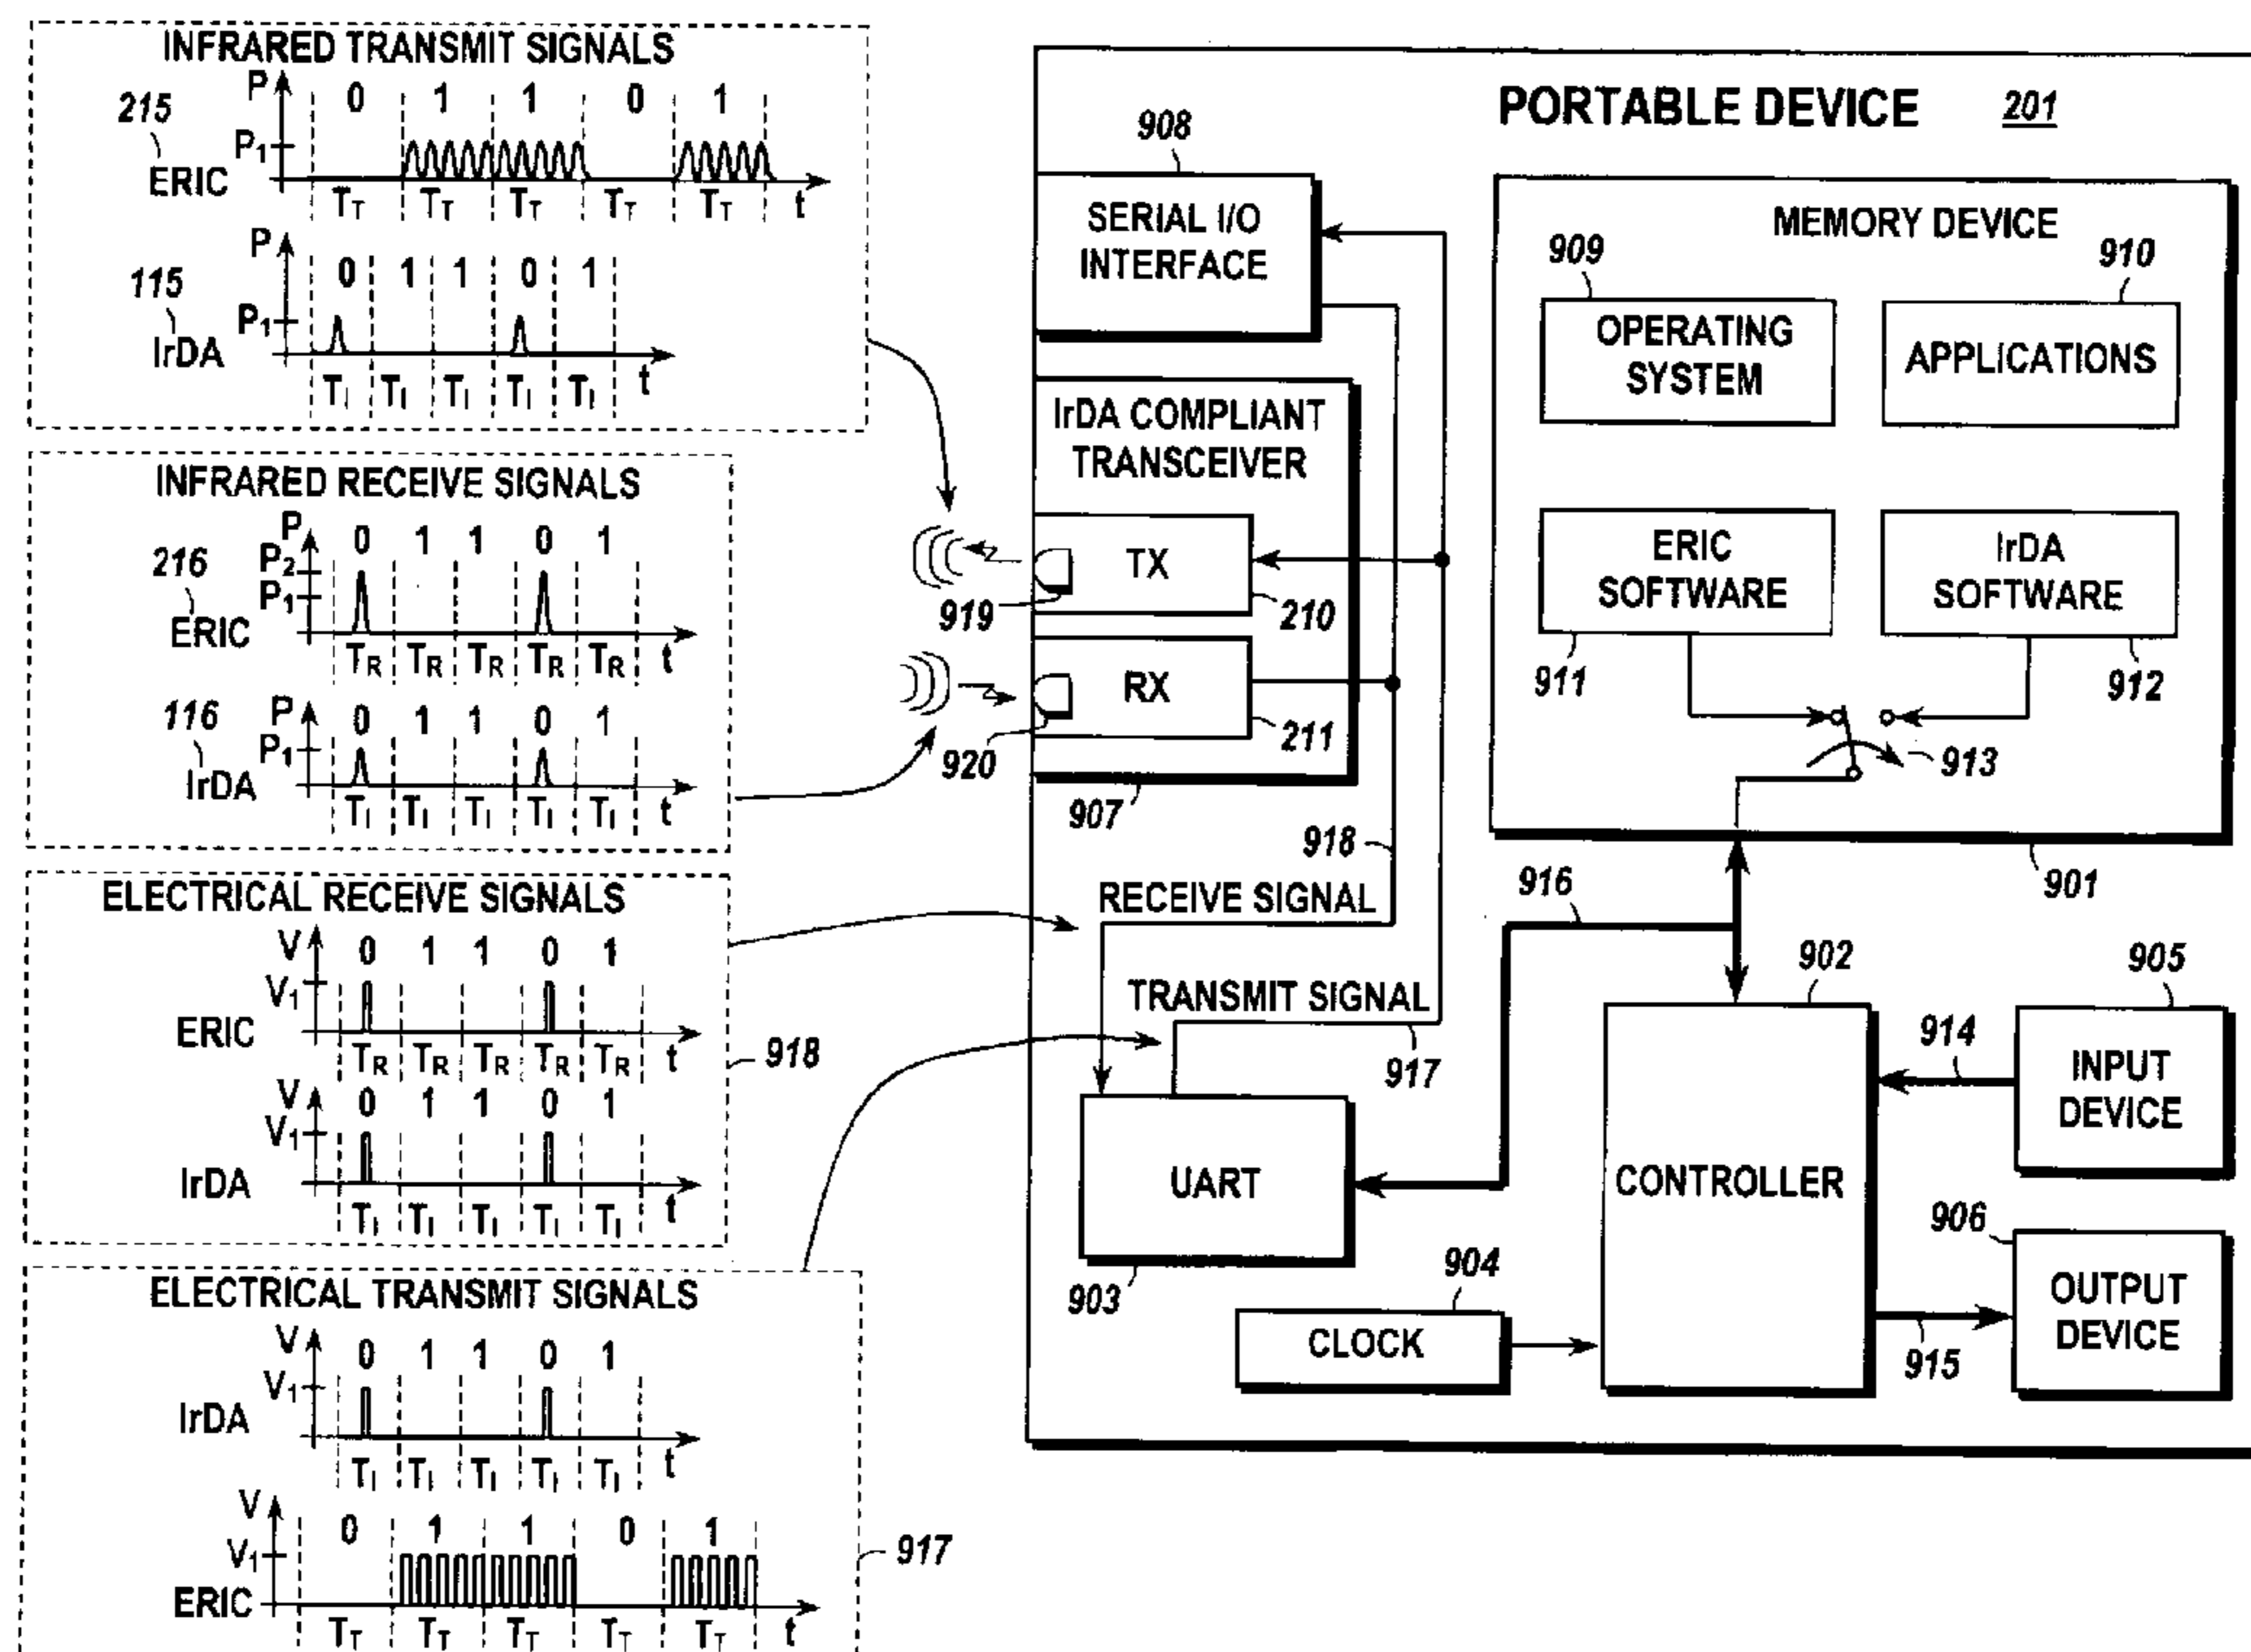 INFRARED TRANSMIT SIGNALS
P
0 1 1 0 1
215
P1
ERIC
TT TT TT TT TT t
P
0 1 1 0 1
115
P1
IrDA
TI TI TI TI TI t
INFRARED RECEIVE SIGNALS
P
0 1 1 0 1
P2
216
P1
ERIC
TR TR TR TR TR t
116
P
0 1 1 0 1
P1
IrDA
TI TI TI TI TI t
ELECTRICAL RECEIVE SIGNALS
V
0 1 1 0 1
V1
ERIC
TR TR TR TR TR t
918
V
0 1 1 0 1
V1
IrDA
TI TI TI TI TI t
ELECTRICAL TRANSMIT SIGNALS
V
0 1 1 0 1
V1
IrDA
TI TI TI TI TI t
V
0 1 1 0 1
V1
917
ERIC
TT TT TT TT TT t
PORTABLE DEVICE 201
908
SERIAL I/O
INTERFACE
IrDA COMPLIANT
TRANSCEIVER
TX
919
210
RX
920
211
907
918
RECEIVE SIGNAL
TRANSMIT SIGNAL
917
UART
903
904
CLOCK
MEMORY DEVICE
909
910
OPERATING
SYSTEM
APPLICATIONS
ERIC
SOFTWARE
IrDA
SOFTWARE
911
912
913
901
916
902
905
CONTROLLER
914
INPUT
DEVICE
906
915
OUTPUT
DEVICE